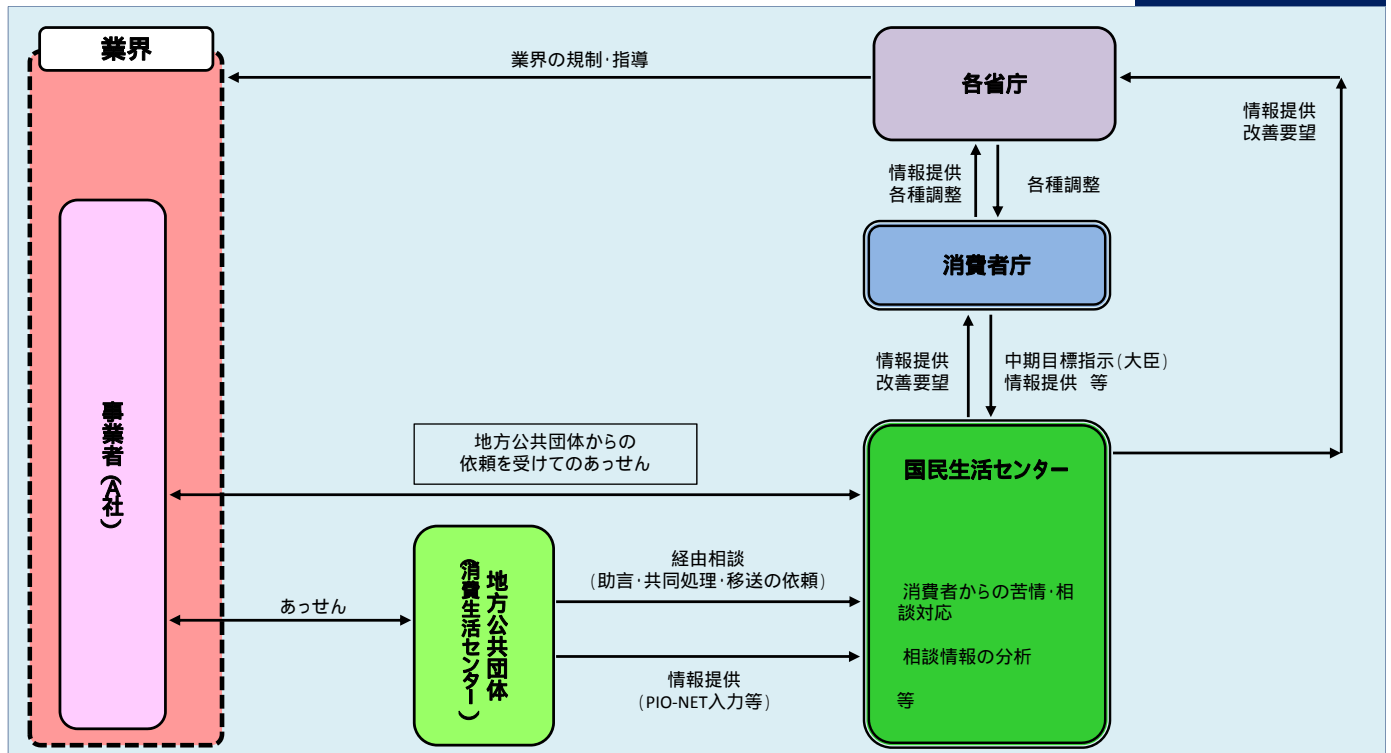 業界
業界の規制･指導
各省庁
情報提供
改善要望
情報提供
各種調整
各種調整
消費者庁
情報提供
改善要望
中期目標指示(大臣)
情報提供 等
事業者(A社)
地方公共団体からの
依頼を受けてのあっせん
国民生活センター
地方公共団体
(消費生活センター)
経由相談
(助言･共同処理･移送の依頼)
あっせん
消費者からの苦情･相
談対応
相談情報の分析
情報提供
(PIO-NET入力等)
等